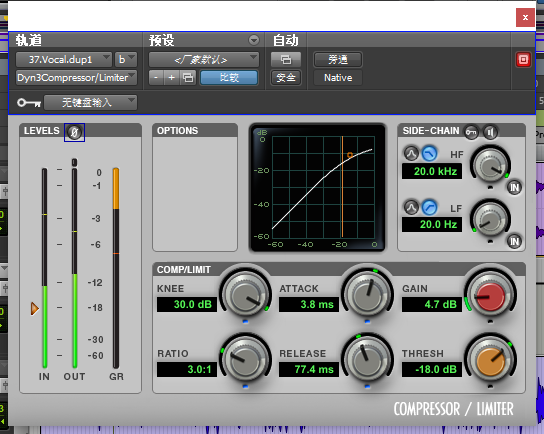 x
轨道 预设 自动
37.Vocal.dup1 b <厂家默认> 旁通
Dyn3Compressor/Limiter - + 比较 安全 Native
无键盘输入
LEVELS Ø OPTIONS SIDE-CHAIN
dB
0
-20
-40
-60
-60 -40 -20 0
HF
20.0 kHz
IN
LF
20.0 Hz
IN
0
-1
-3
-6
-12
-18
-30
-60
IN OUT GR
COMP/LIMIT
KNEE ATTACK GAIN
30.0 dB 3.8 ms 4.7 dB
RATIO RELEASE THRESH
3.0:1 77.4 ms -18.0 dB
COMPRESSOR / LIMITER